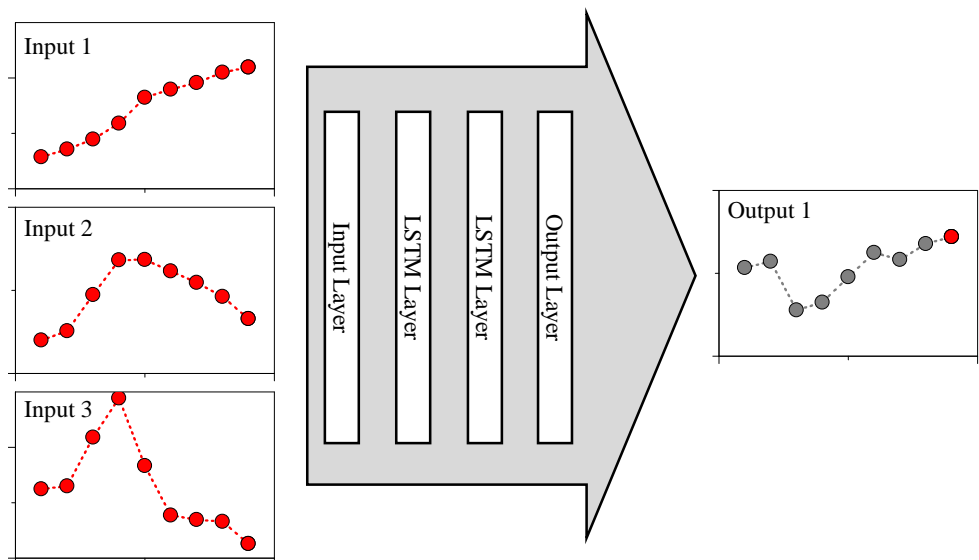 Input 1
Input 2
Input 3
Input Layer
LSTM Layer
LSTM Layer
Output Layer
Output 1